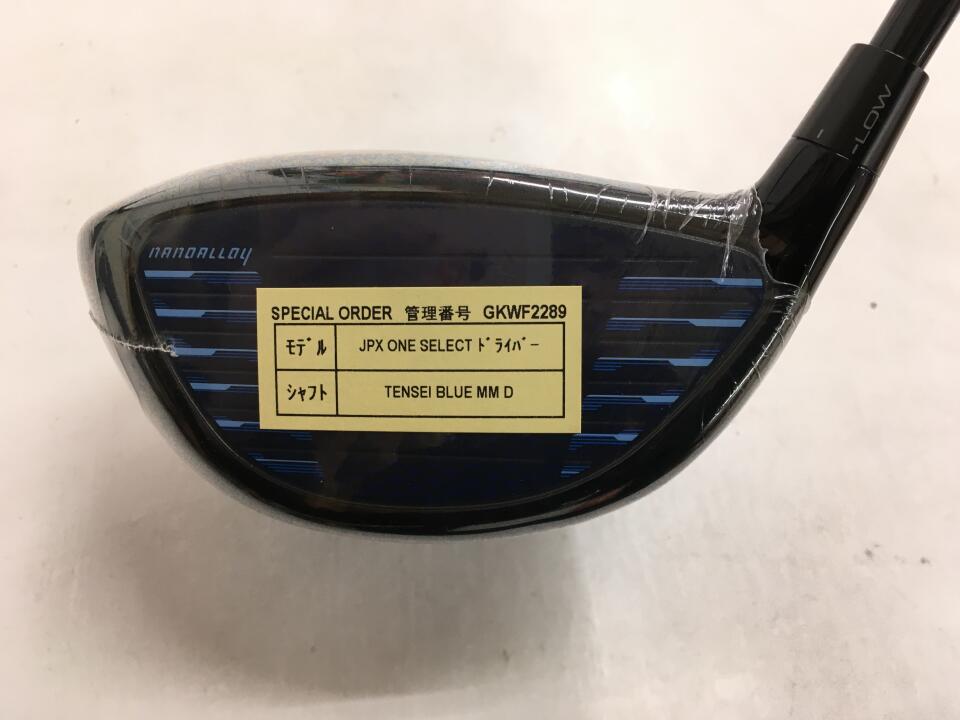 -LOW
NANOALLOY
SPECIAL ORDER 管理番号 GKWF2289
ﾓﾃﾞﾙ JPX ONE SELECT ﾄﾞﾗｲﾊﾞｰ
ｼｬﾌﾄ TENSEI BLUE MM D